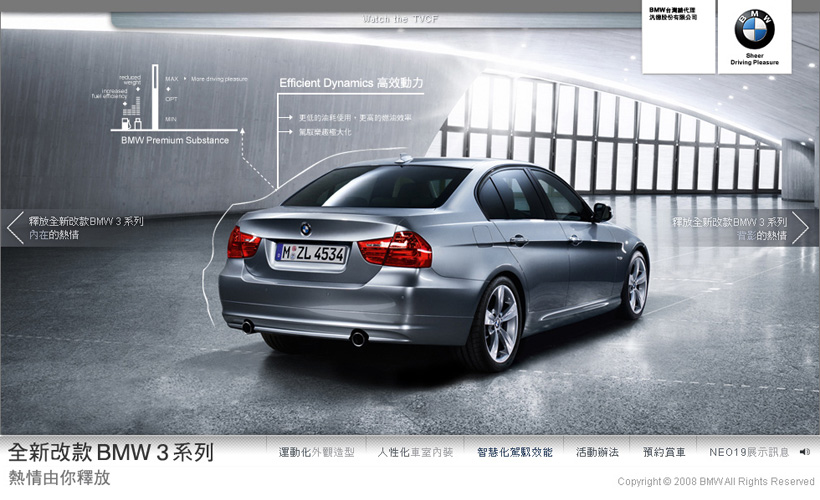 Watch the TVCF
BMW台灣總代理
汎德股份有限公司
BMW
Sheer
Driving Pleasure
reduced
weight
increased
fuel efficiency
MAX
More driving pleasure
OPT
MIN
BMW Premium Substance
Efficient Dynamics 高效動力
更低的油耗使用，更高的燃油效率
駕馭樂趣極大化
釋放全新改款BMW 3 系列
內在的熱情
釋放全新改款BMW 3 系列
背影的熱情
M ZL 4534
全新改款 BMW 3 系列
熱情由你釋放
運動化外觀造型
人性化車室內裝
智慧化駕馭效能
活動辦法
預約賞車
NEO19展示訊息
Copyright © 2008 BMW All Rights Reserved